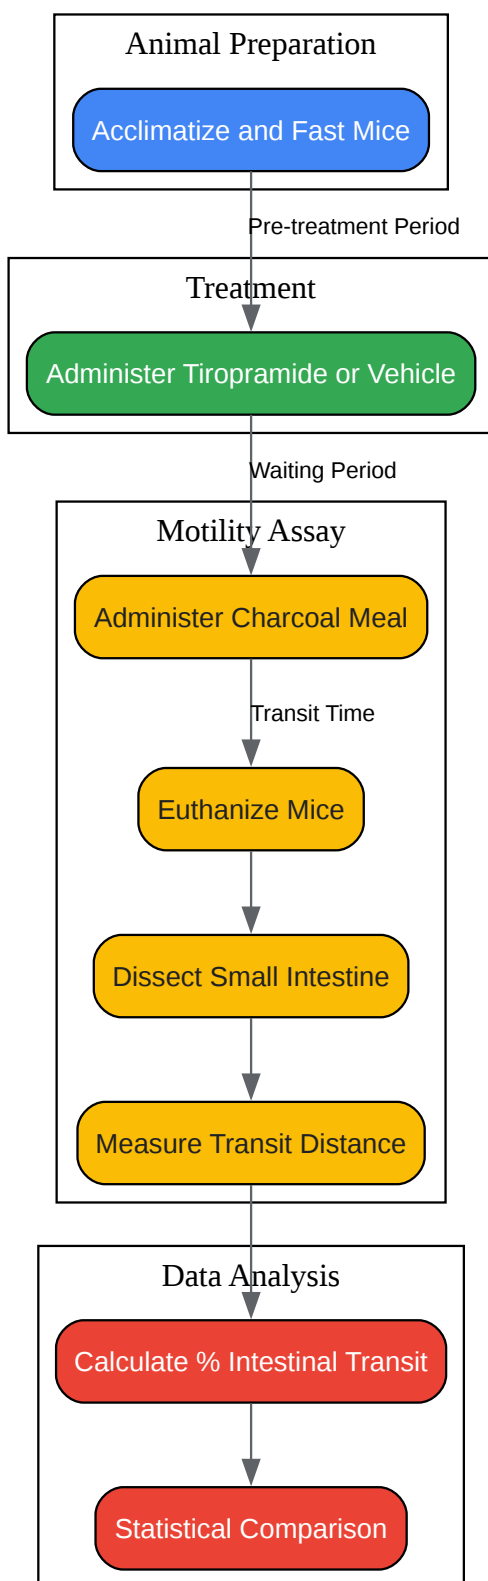 Animal Preparation
Acclimatize and Fast Mice
Pre-treatment Period
Treatment
Administer Tiropramide or Vehicle
Waiting Period
Motility Assay
Administer Charcoal Meal
Transit Time
Euthanize Mice
Dissect Small Intestine
Measure Transit Distance
Data Analysis
Calculate % Intestinal Transit
Statistical Comparison